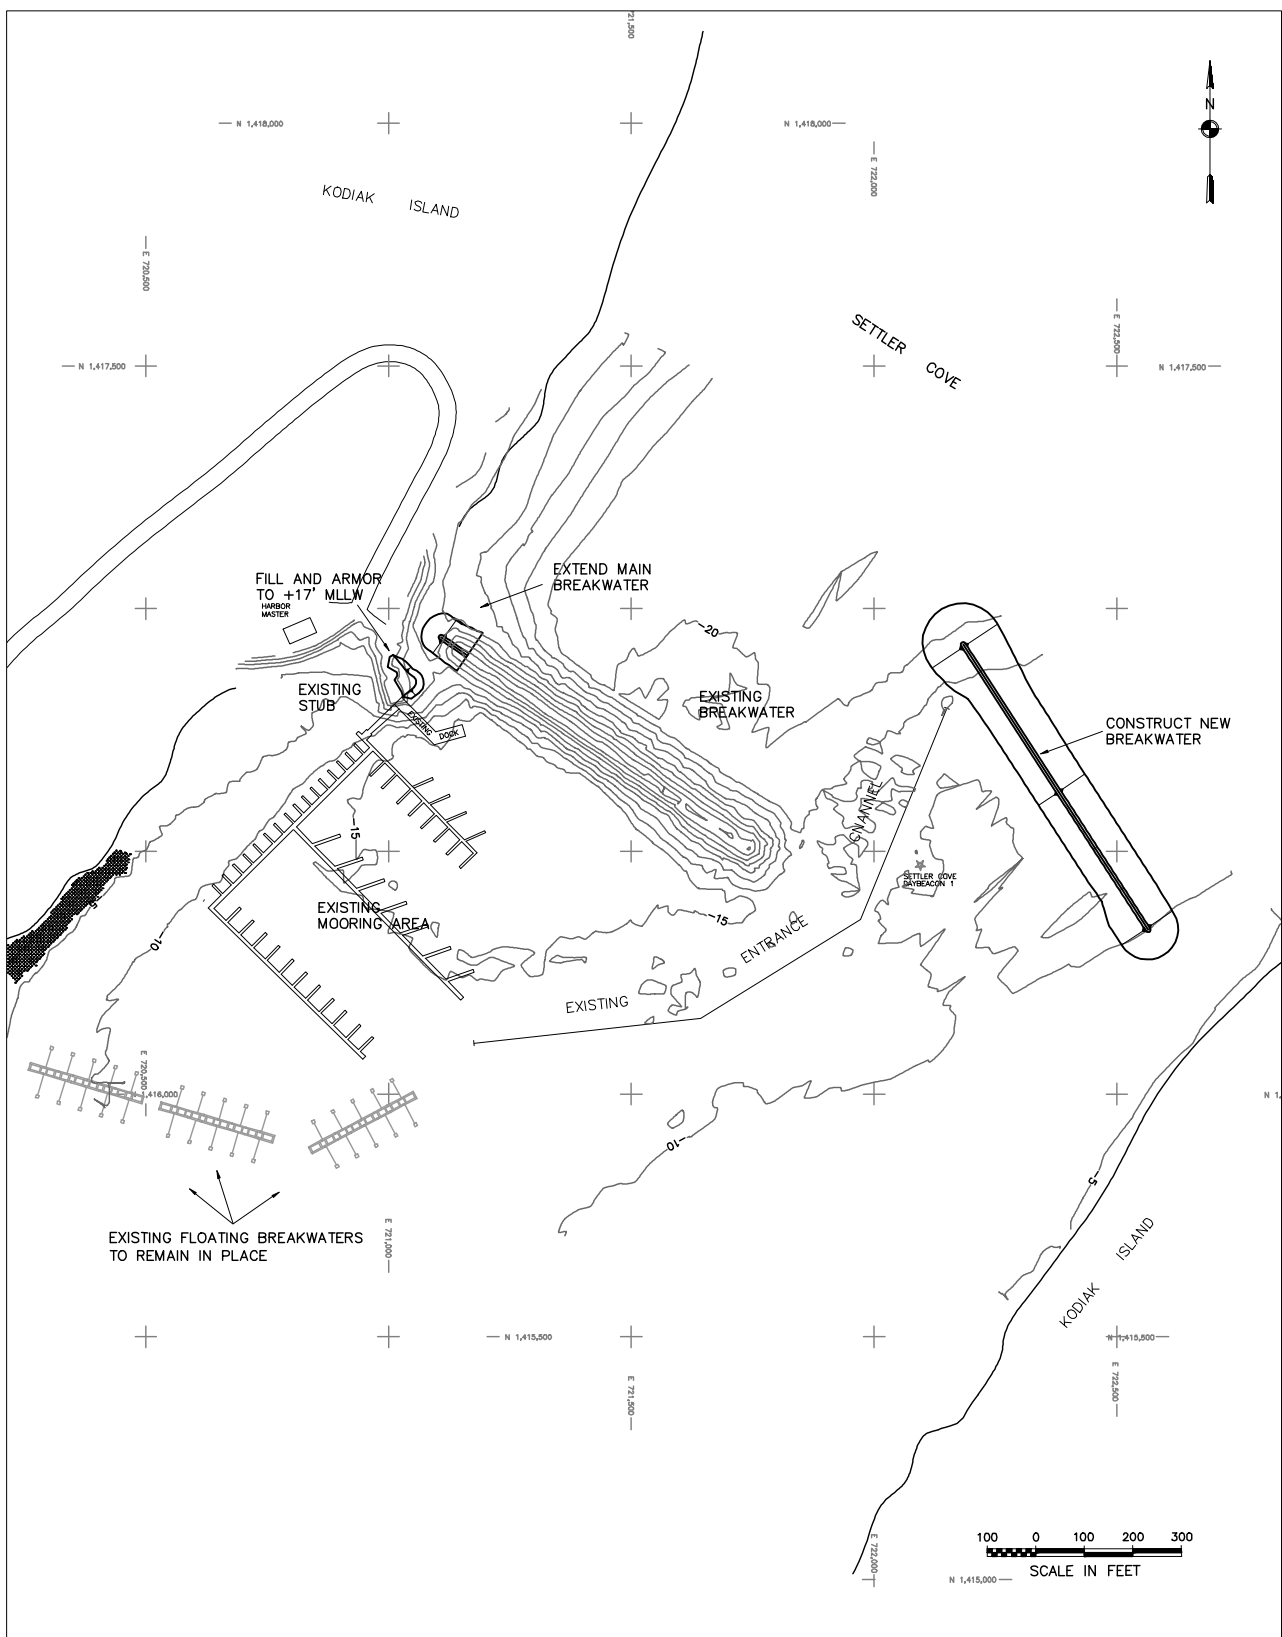 21,500
N 1,418,000
N 1,418,000
N
E 722,000
KODIAK ISLAND
E 720,500
E 722,500
SETTLER COVE
N 1,417,500
N 1,417,500
EXTEND MAIN
BREAKWATER
FILL AND ARMOR
TO +17' MLLW
HARBOR
MASTER
-20
EXISTING
STUB
EXISTING
BREAKWATER
EXISTING DOCK
CONSTRUCT NEW
BREAKWATER
CNANNEL
-15
SETTLER COVE
DAYBEACON 1
5
EXISTING
MOORING AREA
-15
-10
ENTRANCE
EXISTING
E 720,500
1,416,000
N 1,
-10
-5
EXISTING FLOATING BREAKWATERS
TO REMAIN IN PLACE
E 721,000
KODIAK ISLAND
N 1,415,500
N 1,415,500
E 721,500
E 722,500
100 0 100 200 300
SCALE IN FEET
E 722,000
N 1,415,000